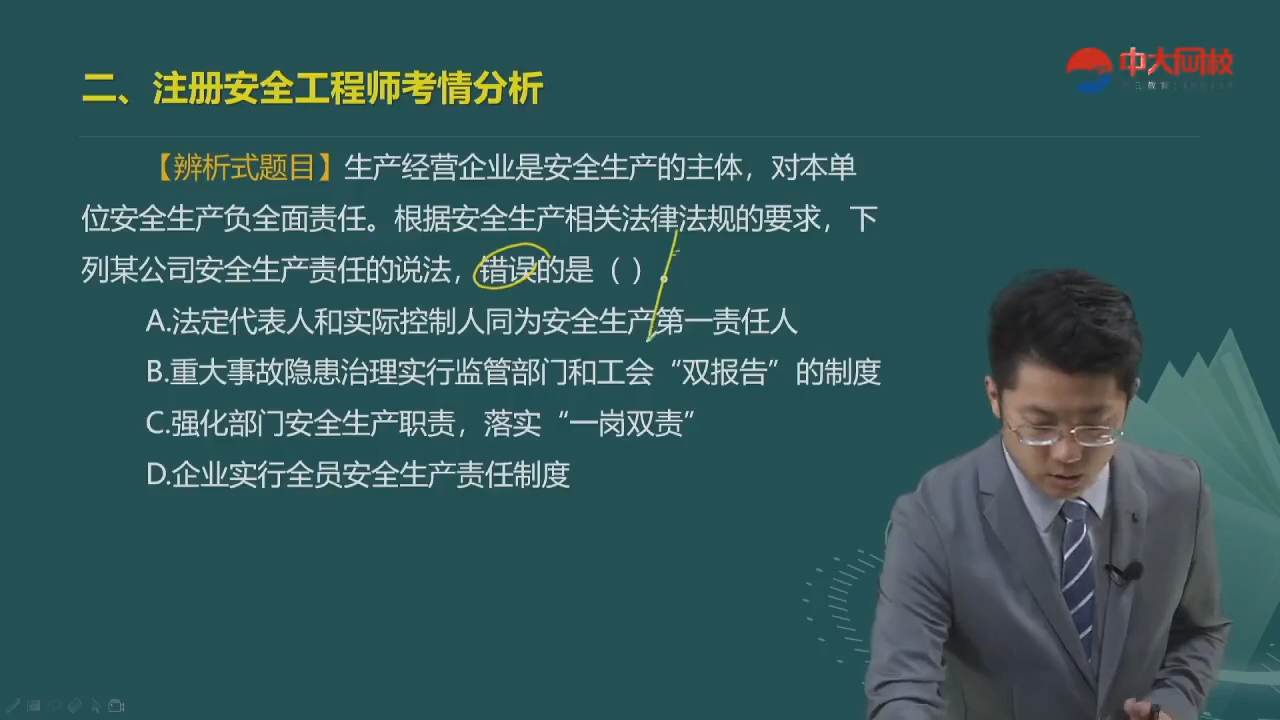 中大网校
二、注册安全工程师考情分析
【辨析式题目】生产经营企业是安全生产的主体，对本单
位安全生产负全面责任。根据安全生产相关法律法规的要求，下
列某公司安全生产责任的说法，错误的是（ ）。
A.法定代表人和实际控制人同为安全生产第一责任人
B.重大事故隐患治理实行监管部门和工会“双报告”的制度
C.强化部门安全生产职责，落实“一岗双责”
D.企业实行全员安全生产责任制度